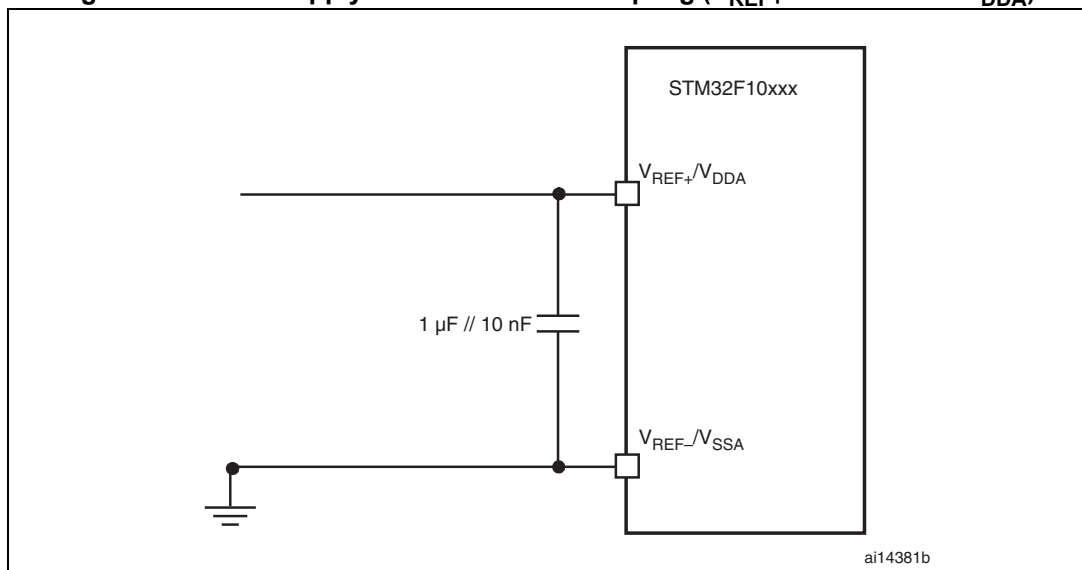 STM32F10xxx
VREF+/VDDA
1 µF // 10 nF
VREF–/VSSA
ai14381b